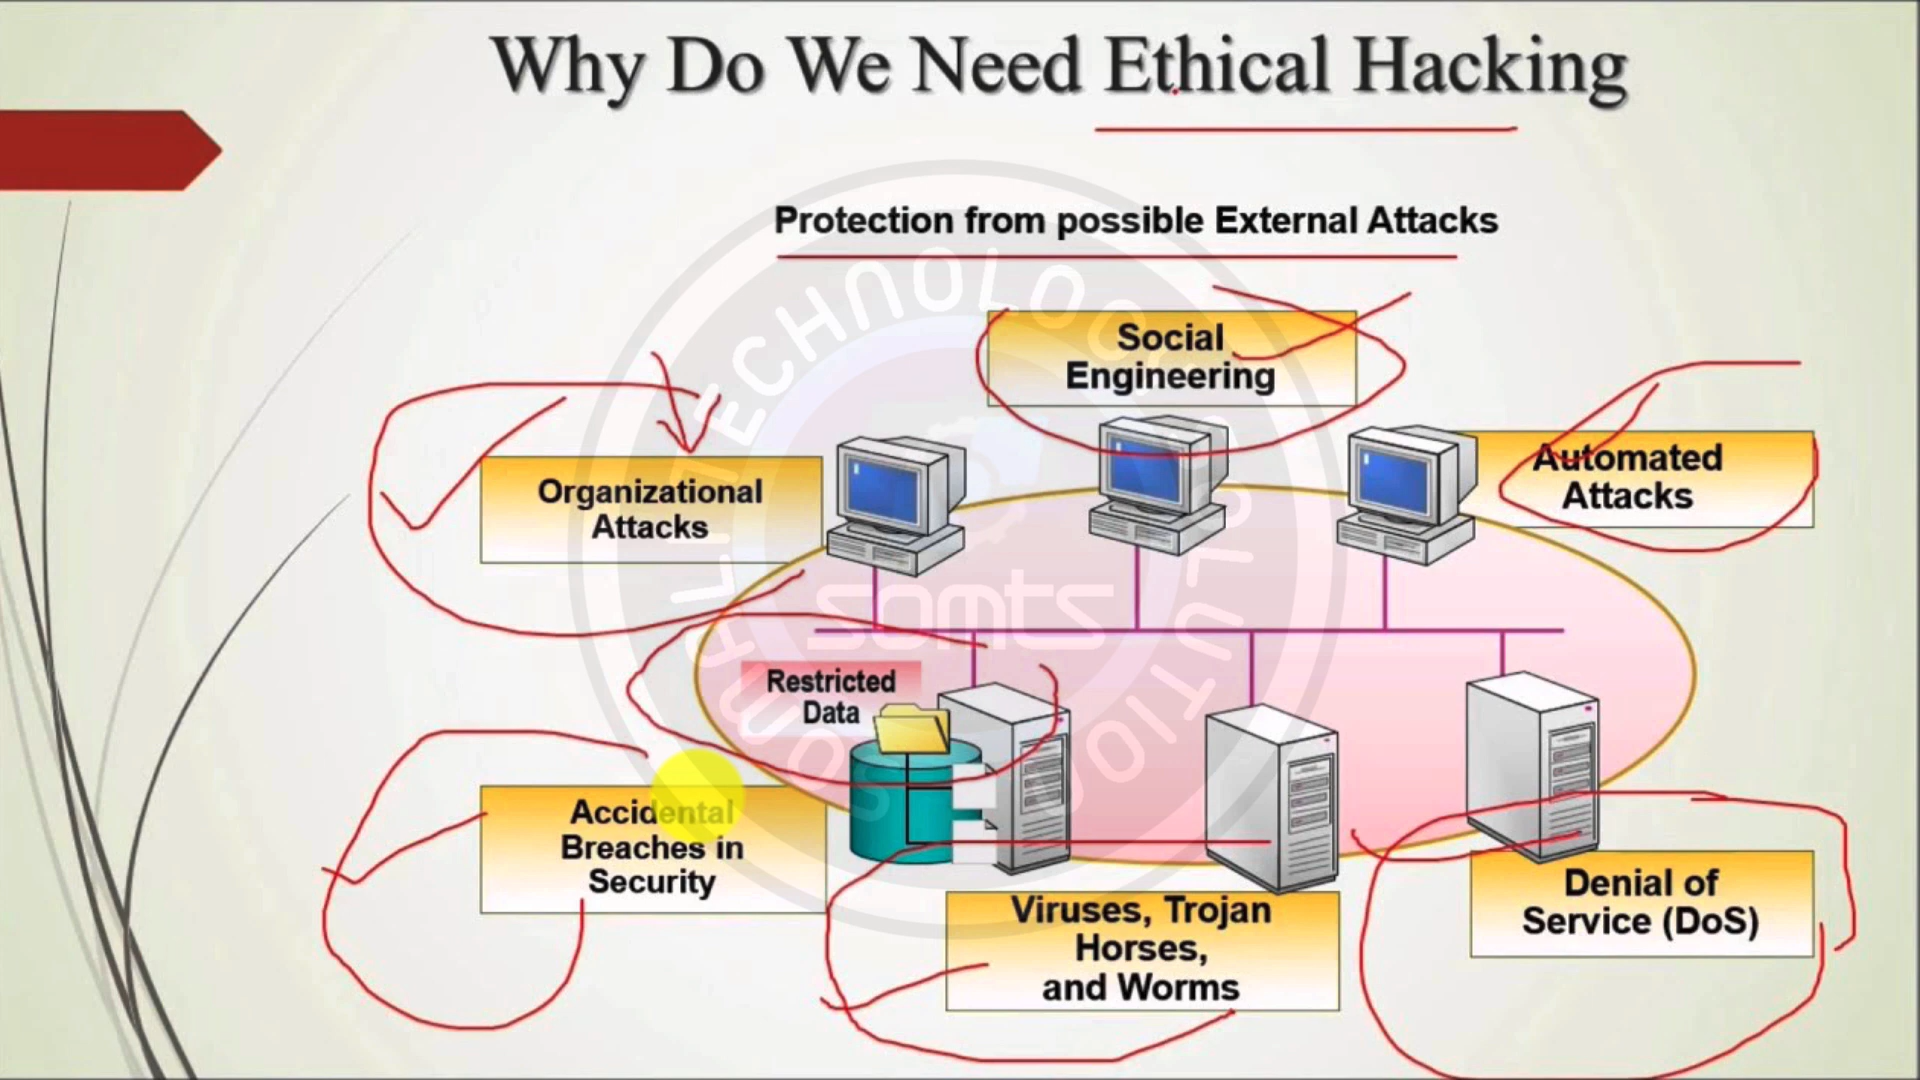 Why Do We Need Ethical Hacking
Protection from possible External Attacks
Social
Engineering
Automated
Attacks
Organizational
Attacks
somts
Restricted
Data
Accidental
Breaches in
Security
Viruses, Trojan
Horses,
and Worms
Denial of
Service (DoS)